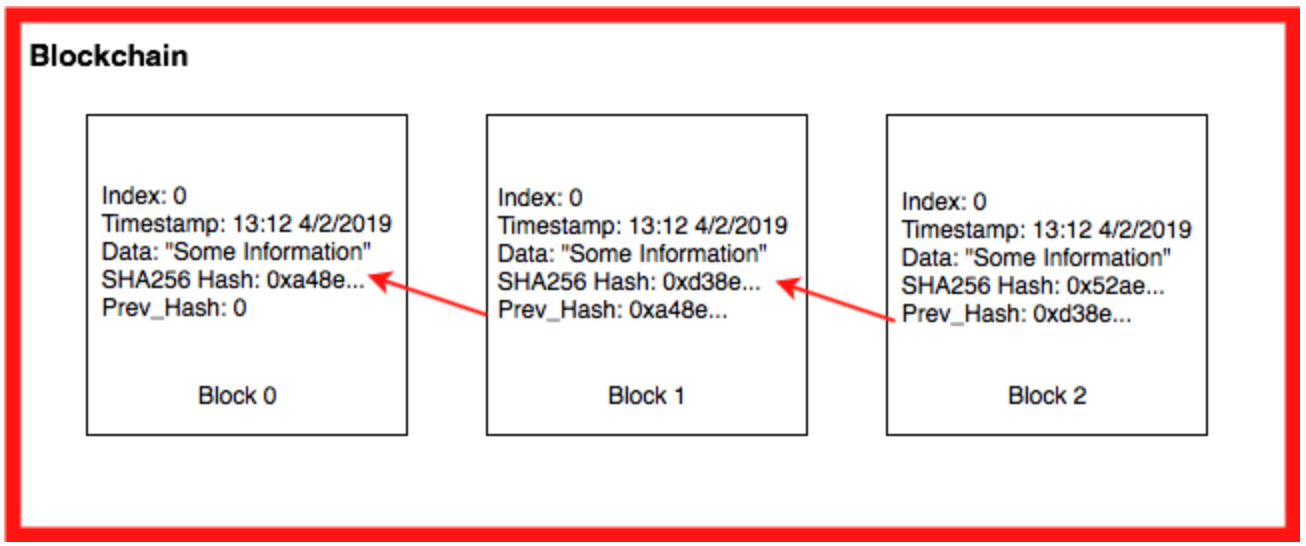 Blockchain
Index: 0
Timestamp: 13:12 4/2/2019
Data: "Some Information"
SHA256 Hash: 0xa48e...
Prev_Hash: 0
Block 0
Index: 0
Timestamp: 13:12 4/2/2019
Data: "Some Information"
SHA256 Hash: 0xd38e...
Prev_Hash: 0xa48e...
Block 1
Index: 0
Timestamp: 13:12 4/2/2019
Data: "Some Information"
SHA256 Hash: 0x52ae...
Prev_Hash: 0xd38e...
Block 2